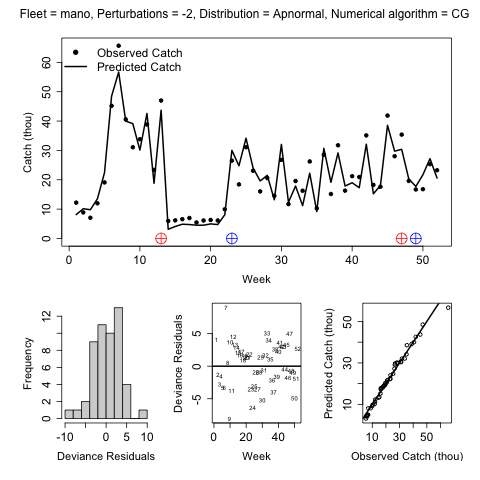 Fleet = mano, Perturbations = -2, Distribution = Apnormal, Numerical algorithm = CG
Observed Catch
Predicted Catch
Catch (thou)
0 10 20 30 40 50 60
0 10 20 30 40 50
Week
Frequency
0 2 4 6 8 12
-10 -5 0 5 10
Deviance Residuals
Deviance Residuals
-5 0 5
0 10 20 30 40 50
Week
Predicted Catch (thou)
10 30 50
10 30 50
Observed Catch (thou)